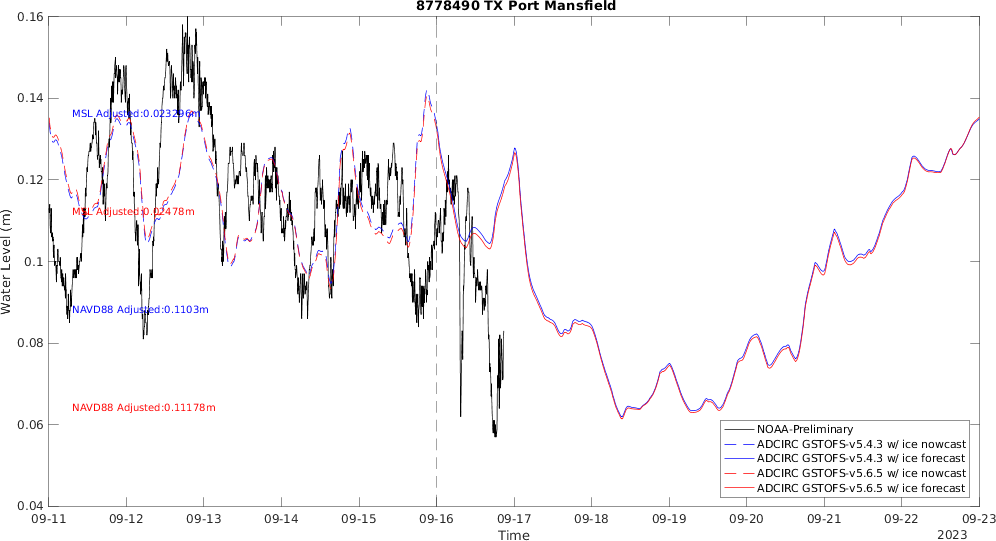 8778490 TX Port Mansfield
0.16
0.14
0.12
0.1
0.08
0.06
0.04
Water Level (m)
MSL Adjusted:0.023296m
MSL Adjusted:0.02478m
NAVD88 Adjusted:0.1103m
NAVD88 Adjusted:0.11178m
NOAA-Preliminary
ADCIRC GSTOFS-v5.4.3 w/ ice nowcast
ADCIRC GSTOFS-v5.4.3 w/ ice forecast
ADCIRC GSTOFS-v5.6.5 w/ ice nowcast
ADCIRC GSTOFS-v5.6.5 w/ ice forecast
09-11 09-12 09-13 09-14 09-15 09-16 09-17 09-18 09-19 09-20 09-21 09-22 09-23
Time
2023